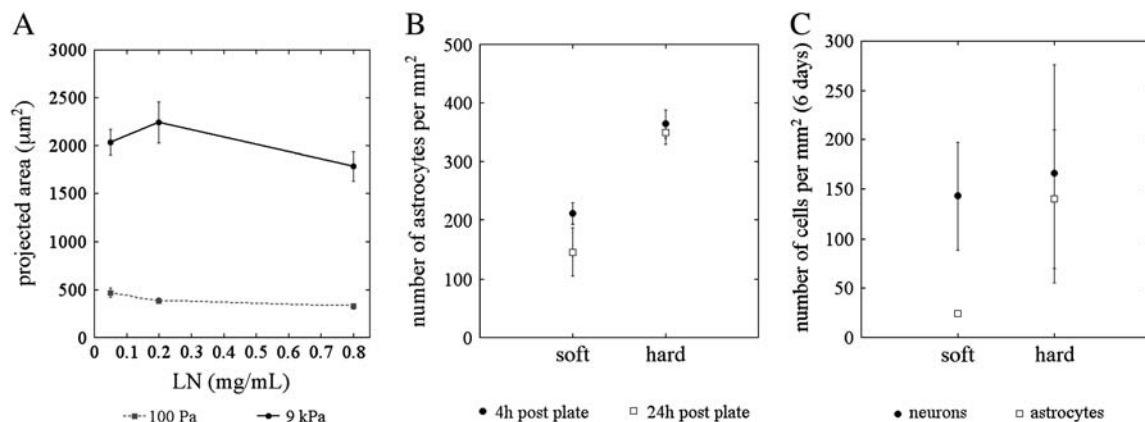 A
3000
2500
2000
1500
1000
500
0
projected area (μm²)
0 0.1 0.2 0.3 0.4 0.5 0.6 0.7 0.8
LN (mg/mL)
100 Pa 9 kPa
B
500
400
300
200
100
0
number of astrocytes per mm²
soft hard
4h post plate 24h post plate
C
300
250
200
150
100
50
0
number of cells per mm² (6 days)
soft hard
neurons astrocytes